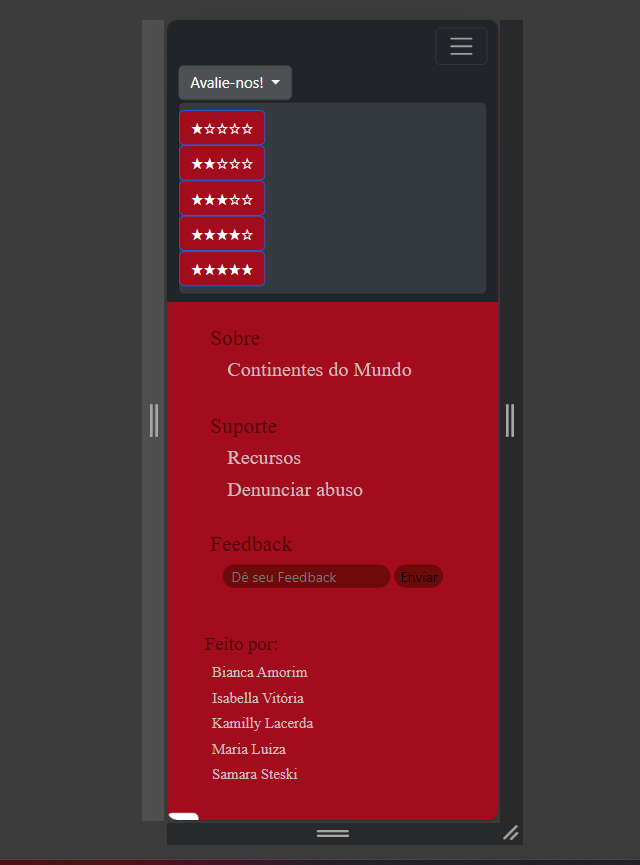 Avalie-nos!
★☆☆☆☆
★★☆☆☆
★★★☆☆
★★★★☆
★★★★★
Sobre
Continentes do Mundo
Suporte
Recursos
Denunciar abuso
Feedback
Dê seu Feedback Enviar
Feito por:
Bianca Amorim
Isabella Vitória
Kamilly Lacerda
Maria Luiza
Samara Steski